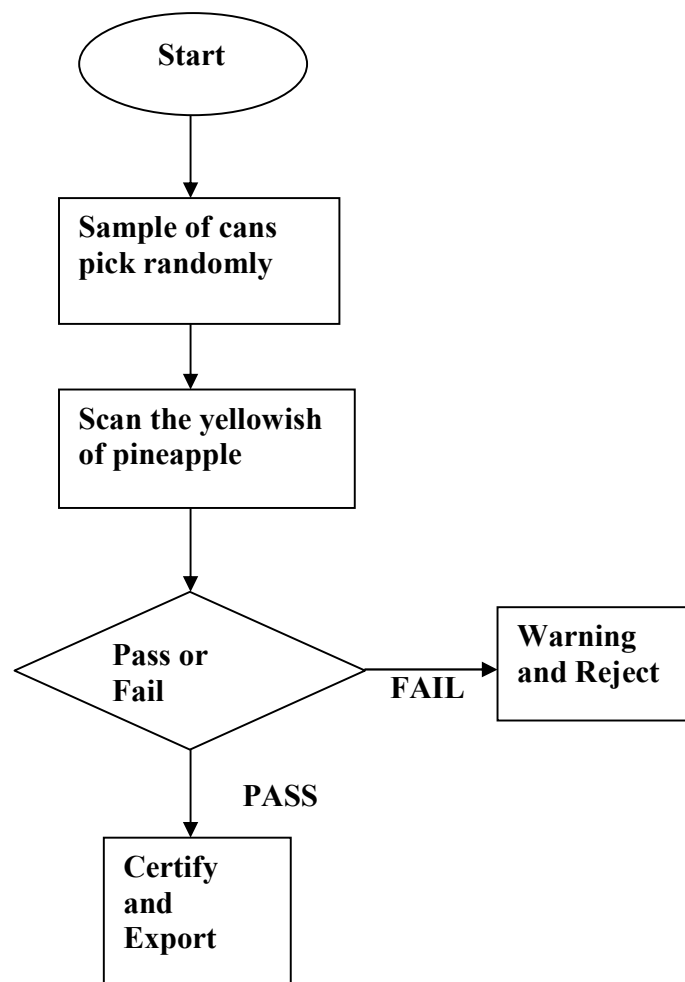 Start
Sample of cans
pick randomly
Scan the yellowish
of pineapple
Pass or
Fail
FAIL
Warning
and Reject
PASS
Certify
and
Export